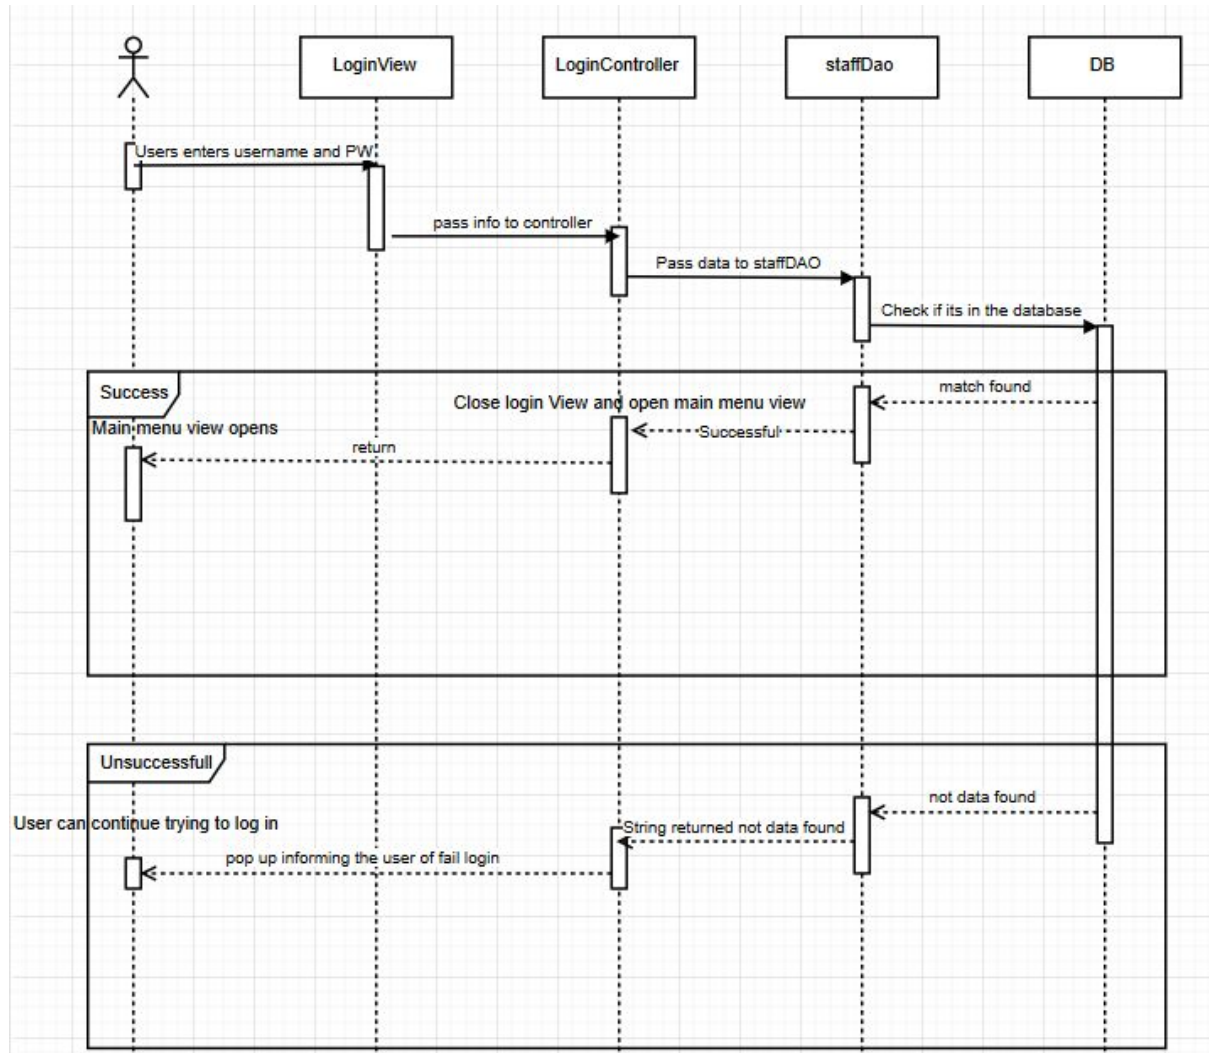 LoginView
LoginController
staffDao
DB
Users enters username and PW
pass info to controller
Pass data to staffDAO
Check if its in the database
Success
match found
Close login View and open main menu view
Main menu view opens
Successful
return
Unsuccessfull
not data found
User can continue trying to log in
String returned not data found
pop up informing the user of fail login